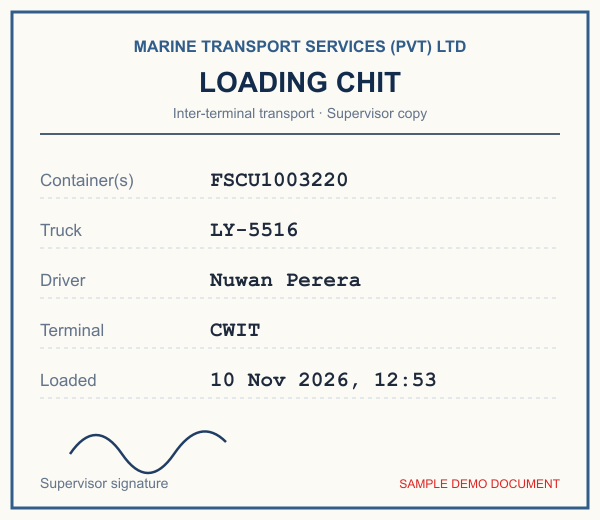 MARINE TRANSPORT SERVICES (PVT) LTD
LOADING CHIT
Inter-terminal transport · Supervisor copy
Container(s) FSCU1003220
Truck LY-5516
Driver Nuwan Perera
Terminal CWIT
Loaded 10 Nov 2026, 12:53
Supervisor signature SAMPLE DEMO DOCUMENT